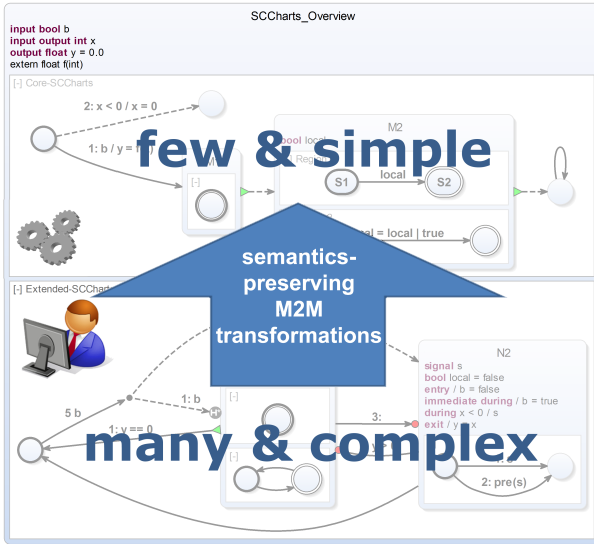 SCCharts_Overview
input bool b
input output int x
output float y = 0.0
extern float f(int)
[-] Core-SCCharts
2: x < 0 / x = 0
M2
bool local
1: b / y =
few & simple
[-]
S1
local
S2
= local | true
semantics-
preserving
M2M
transformations
[-] Extended-SCChart
N2
signal s
bool local = false
entry / b = false
immediate during / b = true
during x < 0 / s
exit / y x
1: b
H
[-]
5 b
3:
1: y == 0
many & complex
[-]
2: pre(s)